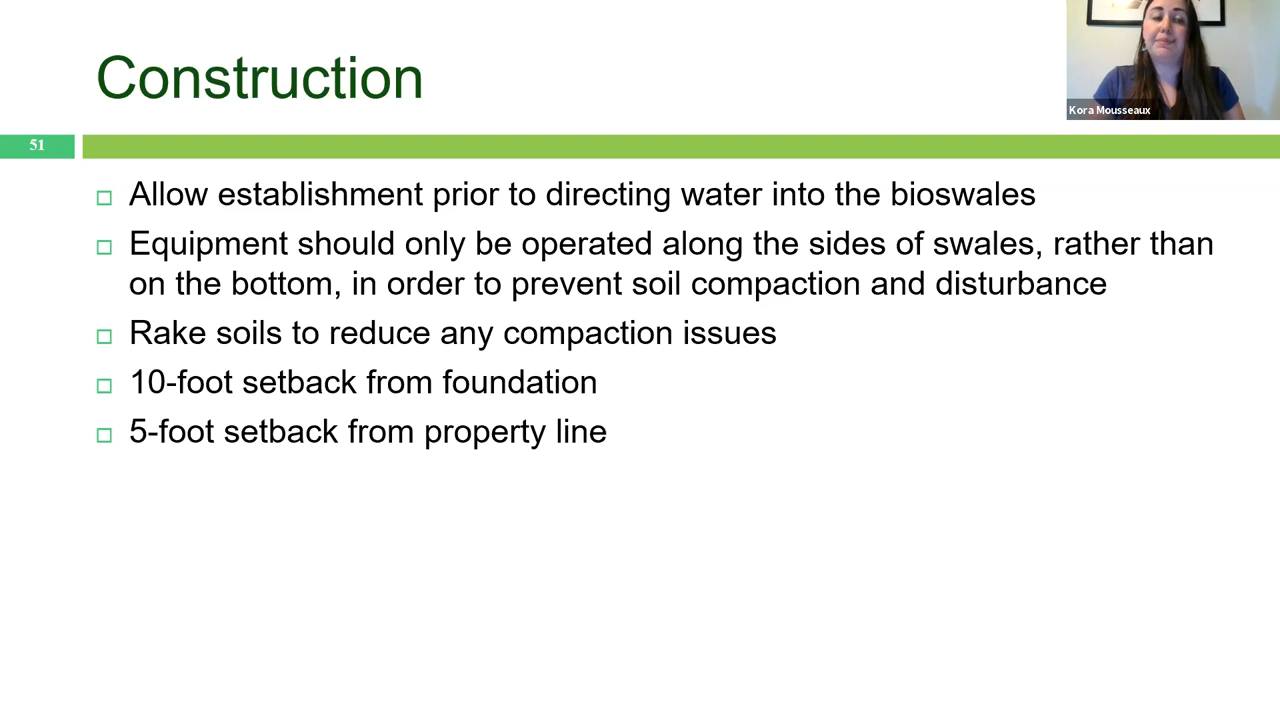 Construction
Kora Mousseaux
51
Allow establishment prior to directing water into the bioswales
Equipment should only be operated along the sides of swales, rather than
on the bottom, in order to prevent soil compaction and disturbance
Rake soils to reduce any compaction issues
10-foot setback from foundation
5-foot setback from property line